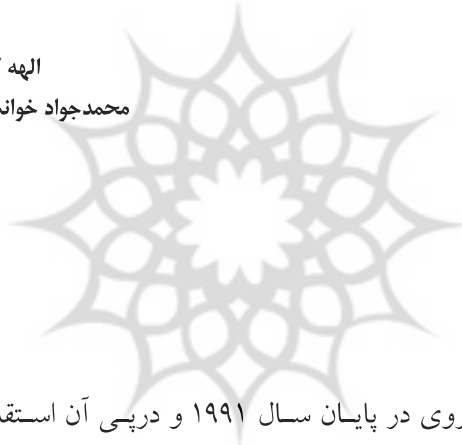 الهه
محمدجواد
در پایان سال ۱۹۹۱ و درپی آن